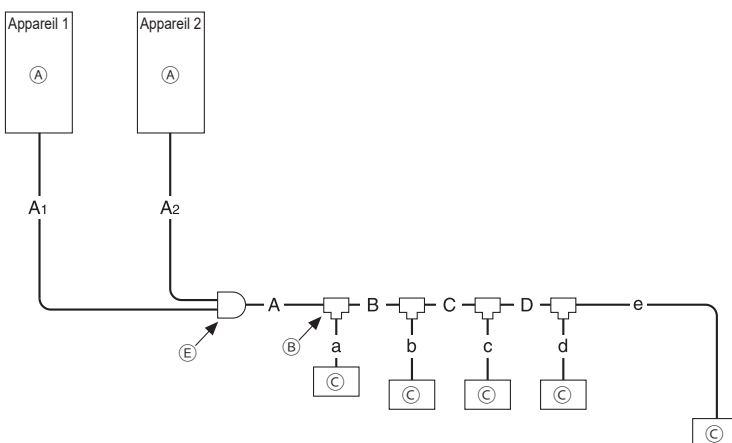 Appareil 1 Appareil 2
Ⓐ Ⓐ
A1 A2
A B C D e
Ⓔ Ⓑ a b c d
Ⓒ Ⓒ Ⓒ Ⓒ
Ⓒ